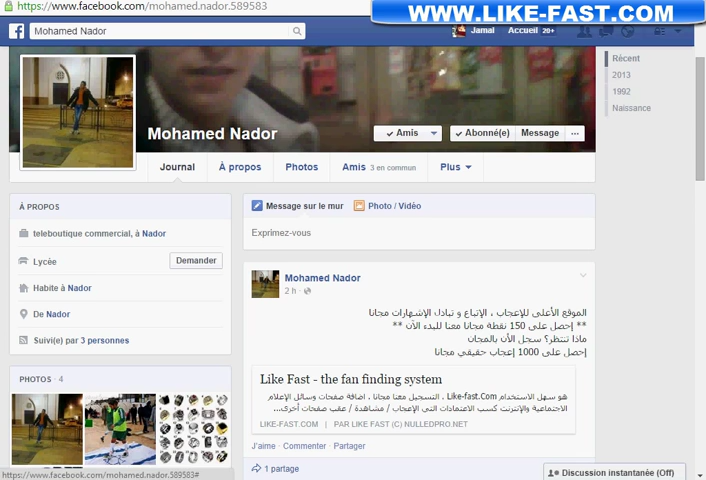 https://www.facebook.com/mohamed.nador.589583
WWW.LIKE-FAST.COM
Mohamed Nador
Jamal
Accueil 20+
Récent
2013
1992
Naissance
Mohamed Nador
Amis
Abonné(e)
Message
...
Journal
À propos
Photos
Amis 3 en commun
Plus
À PROPOS
teleboutique commercial, à Nador
Lycée
Demander
Habite à Nador
De Nador
Suivi(e) par 3 personnes
PHOTOS · 4
Message sur le mur
Photo / Vidéo
Exprimez-vous
Mohamed Nador
2 h ·
الموقع الأعلى للإعجاب ، الإتباع و تبادل الإشهارات مجانا
** إحصل على 150 نقطة مجانا معنا للبدء الآن **
ماذا تنتظر؟ سجل الأن بالمجان
إحصل على 1000 إعجاب حقيقي مجانا
Like Fast - the fan finding system
هو سهل الاستخدام Like-fast.Com ، التسجيل معنا مجانا ، اضافة صفحات وسائل الإعلام
الاجتماعية والإنترنت كسب الاعتمادات التي الإعجاب / مشاهدة / عقب صفحات أخرى...
LIKE-FAST.COM | PAR LIKE FAST (C) NULLEDPRO.NET
J'aime · Commenter · Partager
1 partage
https://www.facebook.com/mohamed.nador.589583#
Discussion instantanée (Off)